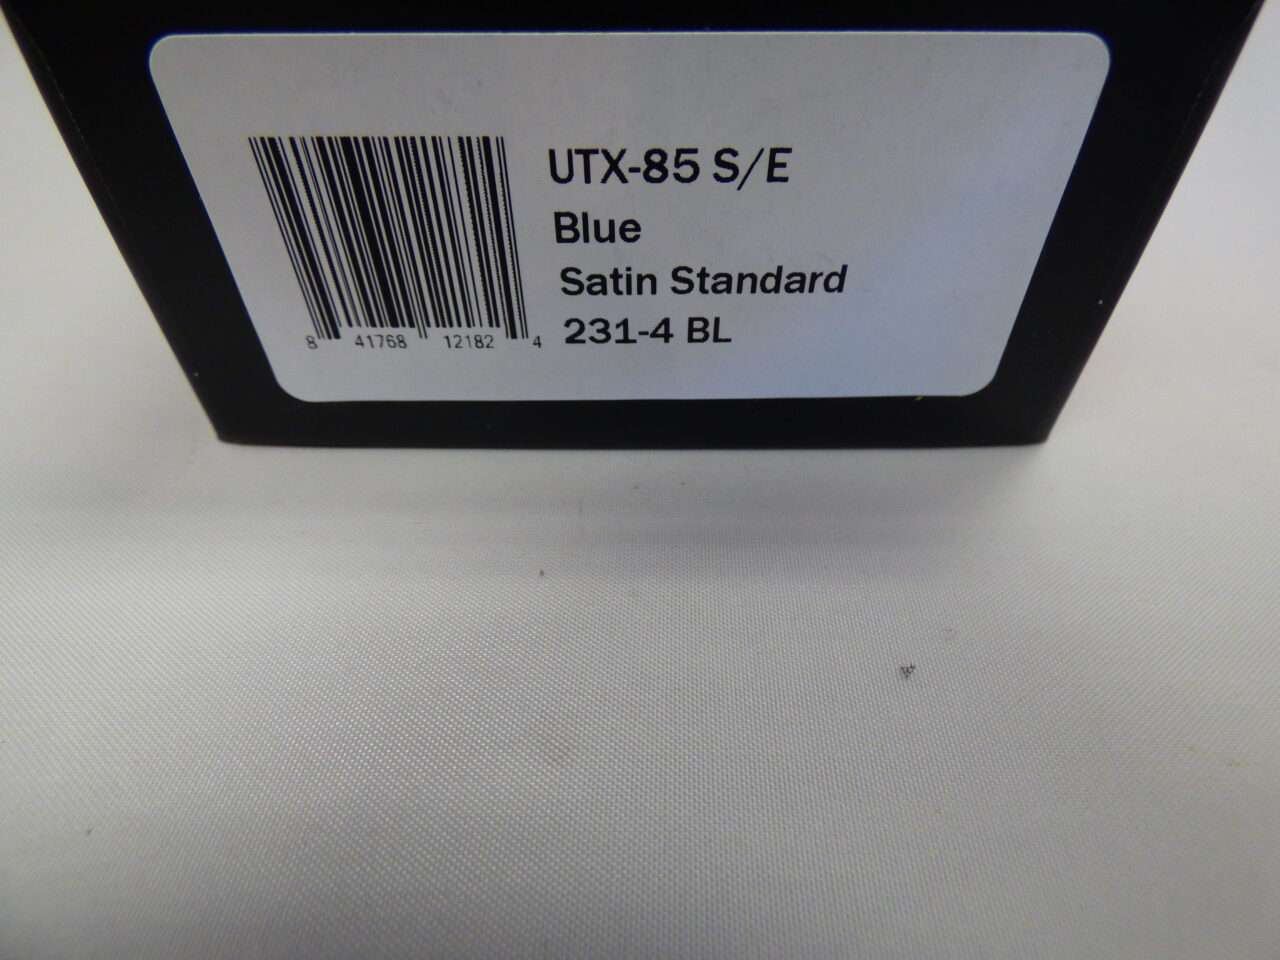 UTX-85 S/E
Blue
Satin Standard
231-4 BL
8 41768 12182 4